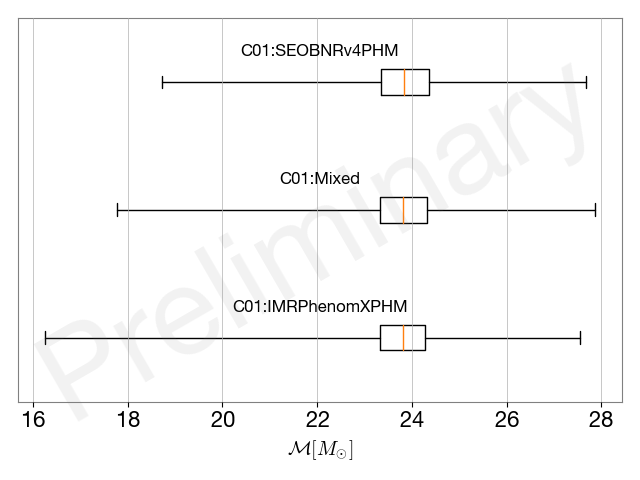 C01:SEOBNRv4PHM
C01:Mixed
C01:IMRPhenomXPHM
Preliminary
16 18 20 22 24 26 28
ℳ[M⊙]